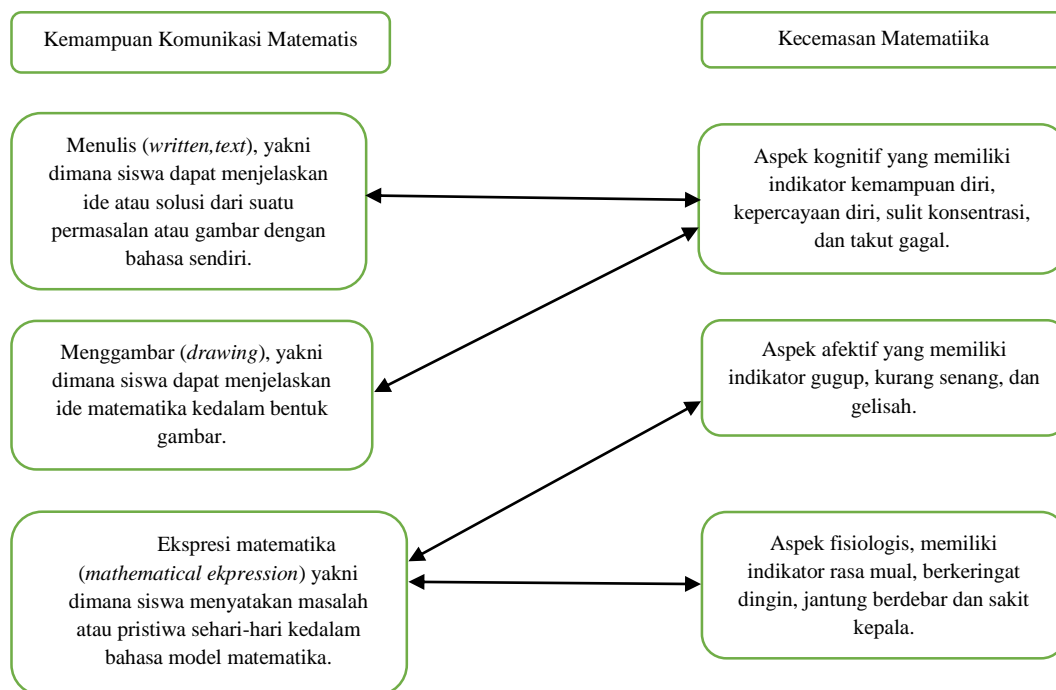 Kemampuan Komunikasi Matematis
Kecemasan Matematiika
Menulis (written,text), yakni
dimana siswa dapat menjelaskan
ide atau solusi dari suatu
permasalan atau gambar dengan
bahasa sendiri.
Aspek kognitif yang memiliki
indikator kemampuan diri,
kepercayaan diri, sulit konsentrasi,
dan takut gagal.
Menggambar (drawing), yakni
dimana siswa dapat menjelaskan
ide matematika kedalam bentuk
gambar.
Aspek afektif yang memiliki
indikator gugup, kurang senang, dan
gelisah.
Ekspresi matematika
(mathematical ekpression) yakni
dimana siswa menyatakan masalah
atau pristiwa sehari-hari kedalam
bahasa model matematika.
Aspek fisiologis, memiliki
indikator rasa mual, berkeringat
dingin, jantung berdebar dan sakit
kepala.